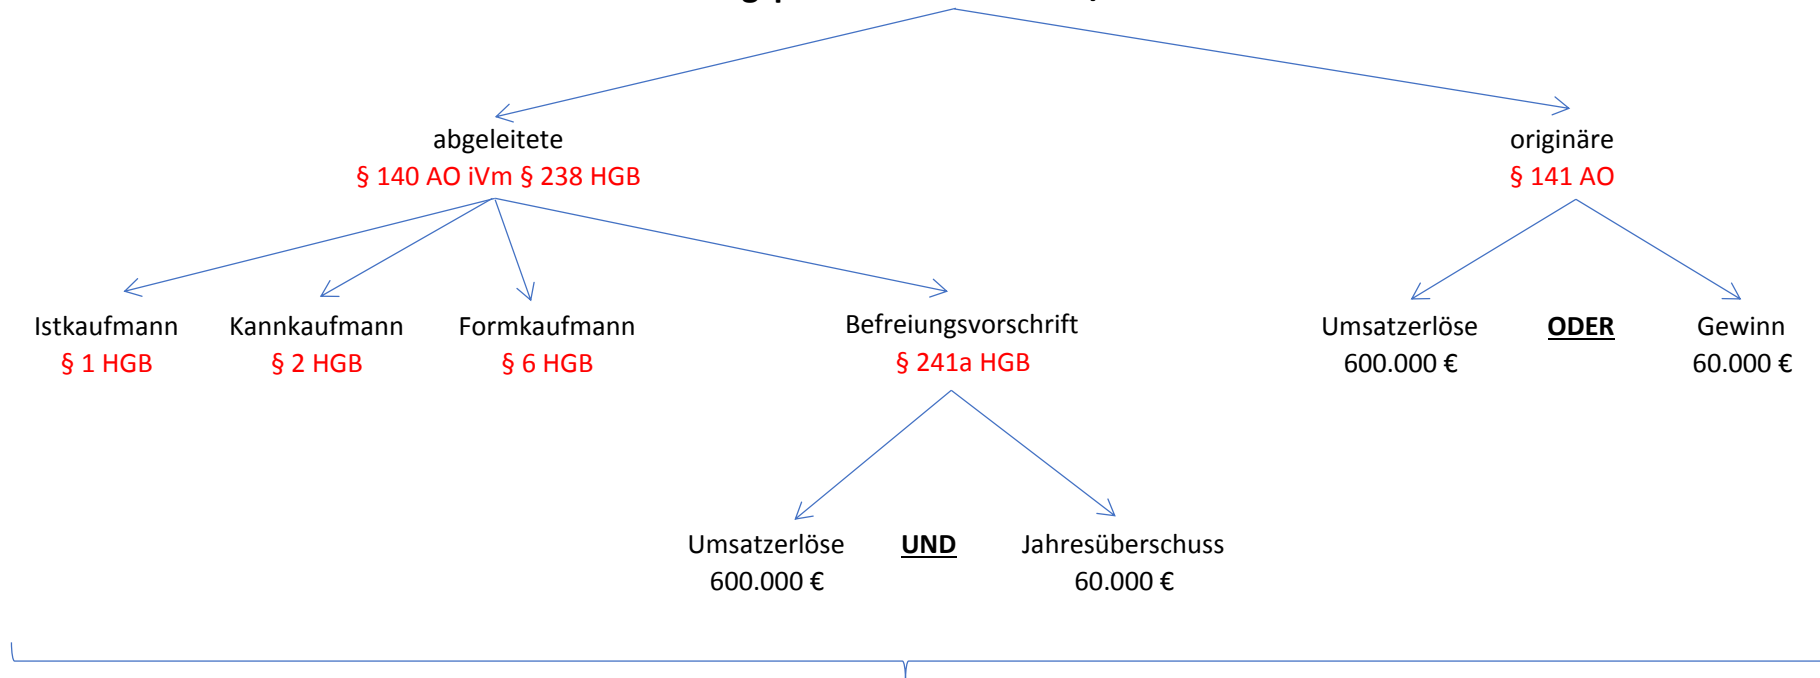 abgeleitete
originäre
§ 140 AO iVm § 238 HGB
§ 141 AO
Istkaufmann
Kannkaufmann
Formkaufmann
Befreiungsvorschrift
Umsatzerlöse
ODER
Gewinn
§ 1 HGB
§ 2 HGB
§ 6 HGB
§ 241a HGB
600.000 €
60.000 €
Umsatzerlöse
UND
Jahresüberschuss
600.000 €
60.000 €